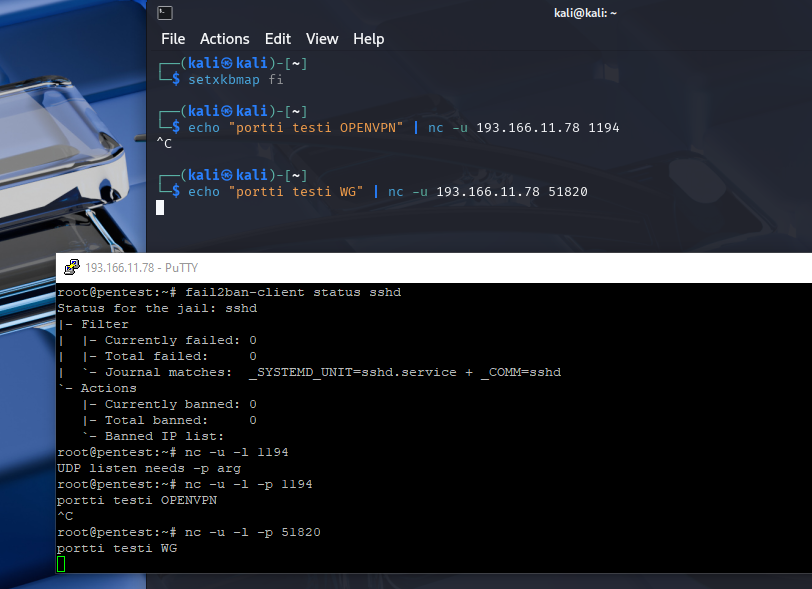 kali@kali: ~
File Actions Edit View Help
┌──(kali㉿kali)-[~]
└─$ setxkbmap fi
┌──(kali㉿kali)-[~]
└─$ echo "portti testi OPENVPN" | nc -u 193.166.11.78 1194
^C
┌──(kali㉿kali)-[~]
└─$ echo "portti testi WG" | nc -u 193.166.11.78 51820
193.166.11.78 - PuTTY
root@pentest:~# fail2ban-client status sshd
Status for the jail: sshd
|- Filter
|  |- Currently failed: 0
|  |- Total failed:     0
|  `- Journal matches:  _SYSTEMD_UNIT=sshd.service + _COMM=sshd
`- Actions
   |- Currently banned: 0
   |- Total banned:     0
   `- Banned IP list:
root@pentest:~# nc -u -l 1194
UDP listen needs -p arg
root@pentest:~# nc -u -l -p 1194
portti testi OPENVPN
^C
root@pentest:~# nc -u -l -p 51820
portti testi WG